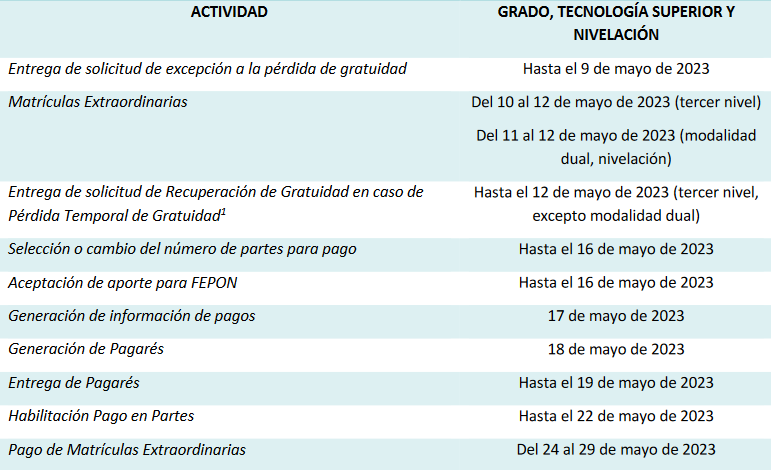 ACTIVIDAD
GRADO, TECNOLOGÍA SUPERIOR Y
NIVELACIÓN
Entrega de solicitud de excepción a la pérdida de gratuidad
Hasta el 9 de mayo de 2023
Matrículas Extraordinarias
Del 10 al 12 de mayo de 2023 (tercer nivel)
Del 11 al 12 de mayo de 2023 (modalidad
dual, nivelación)
Entrega de solicitud de Recuperación de Gratuidad en caso de
Pérdida Temporal de Gratuidad¹
Hasta el 12 de mayo de 2023 (tercer nivel,
excepto modalidad dual)
Selección o cambio del número de partes para pago
Hasta el 16 de mayo de 2023
Aceptación de aporte para FEPON
Hasta el 16 de mayo de 2023
Generación de información de pagos
17 de mayo de 2023
Generación de Pagarés
18 de mayo de 2023
Entrega de Pagarés
Hasta el 19 de mayo de 2023
Habilitación Pago en Partes
Hasta el 22 de mayo de 2023
Pago de Matrículas Extraordinarias
Del 24 al 29 de mayo de 2023